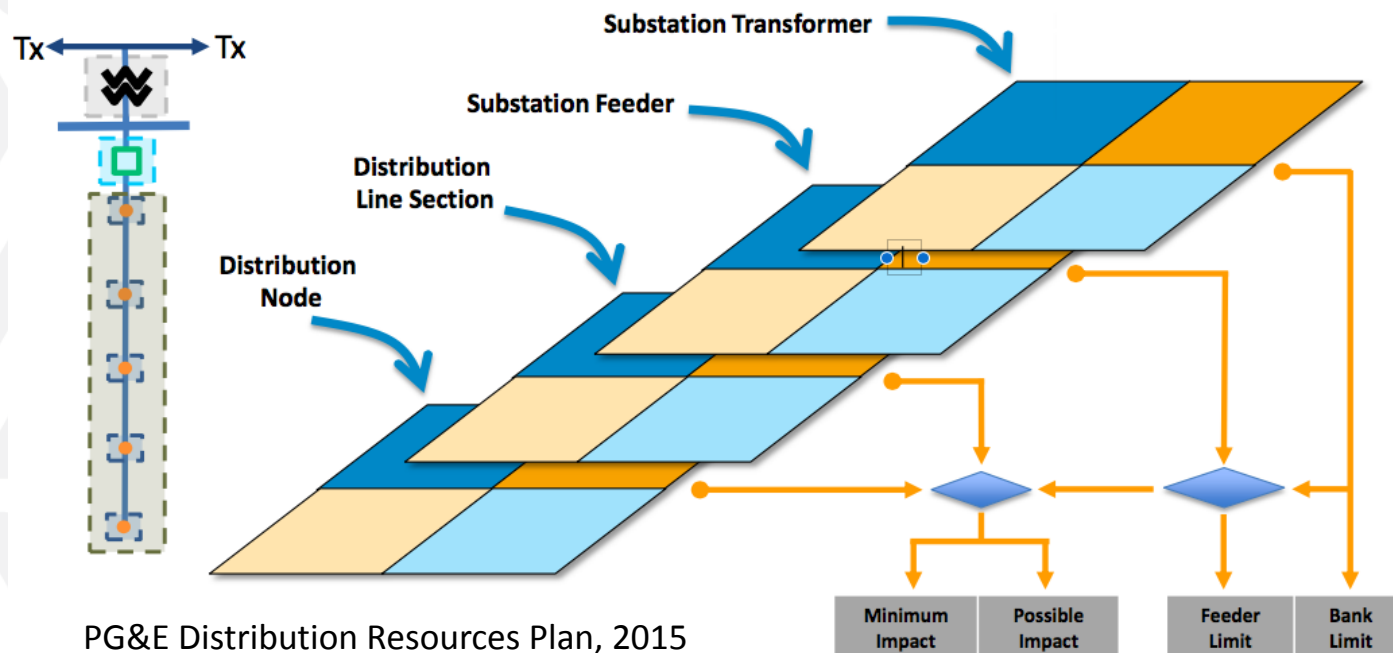 Substation Transformer
Tx
Tx
Substation Feeder
Distribution
Line Section
Distribution
Node
Minimum
Impact
Possible
Impact
Feeder
Limit
Bank
Limit
PG&E Distribution Resources Plan, 2015